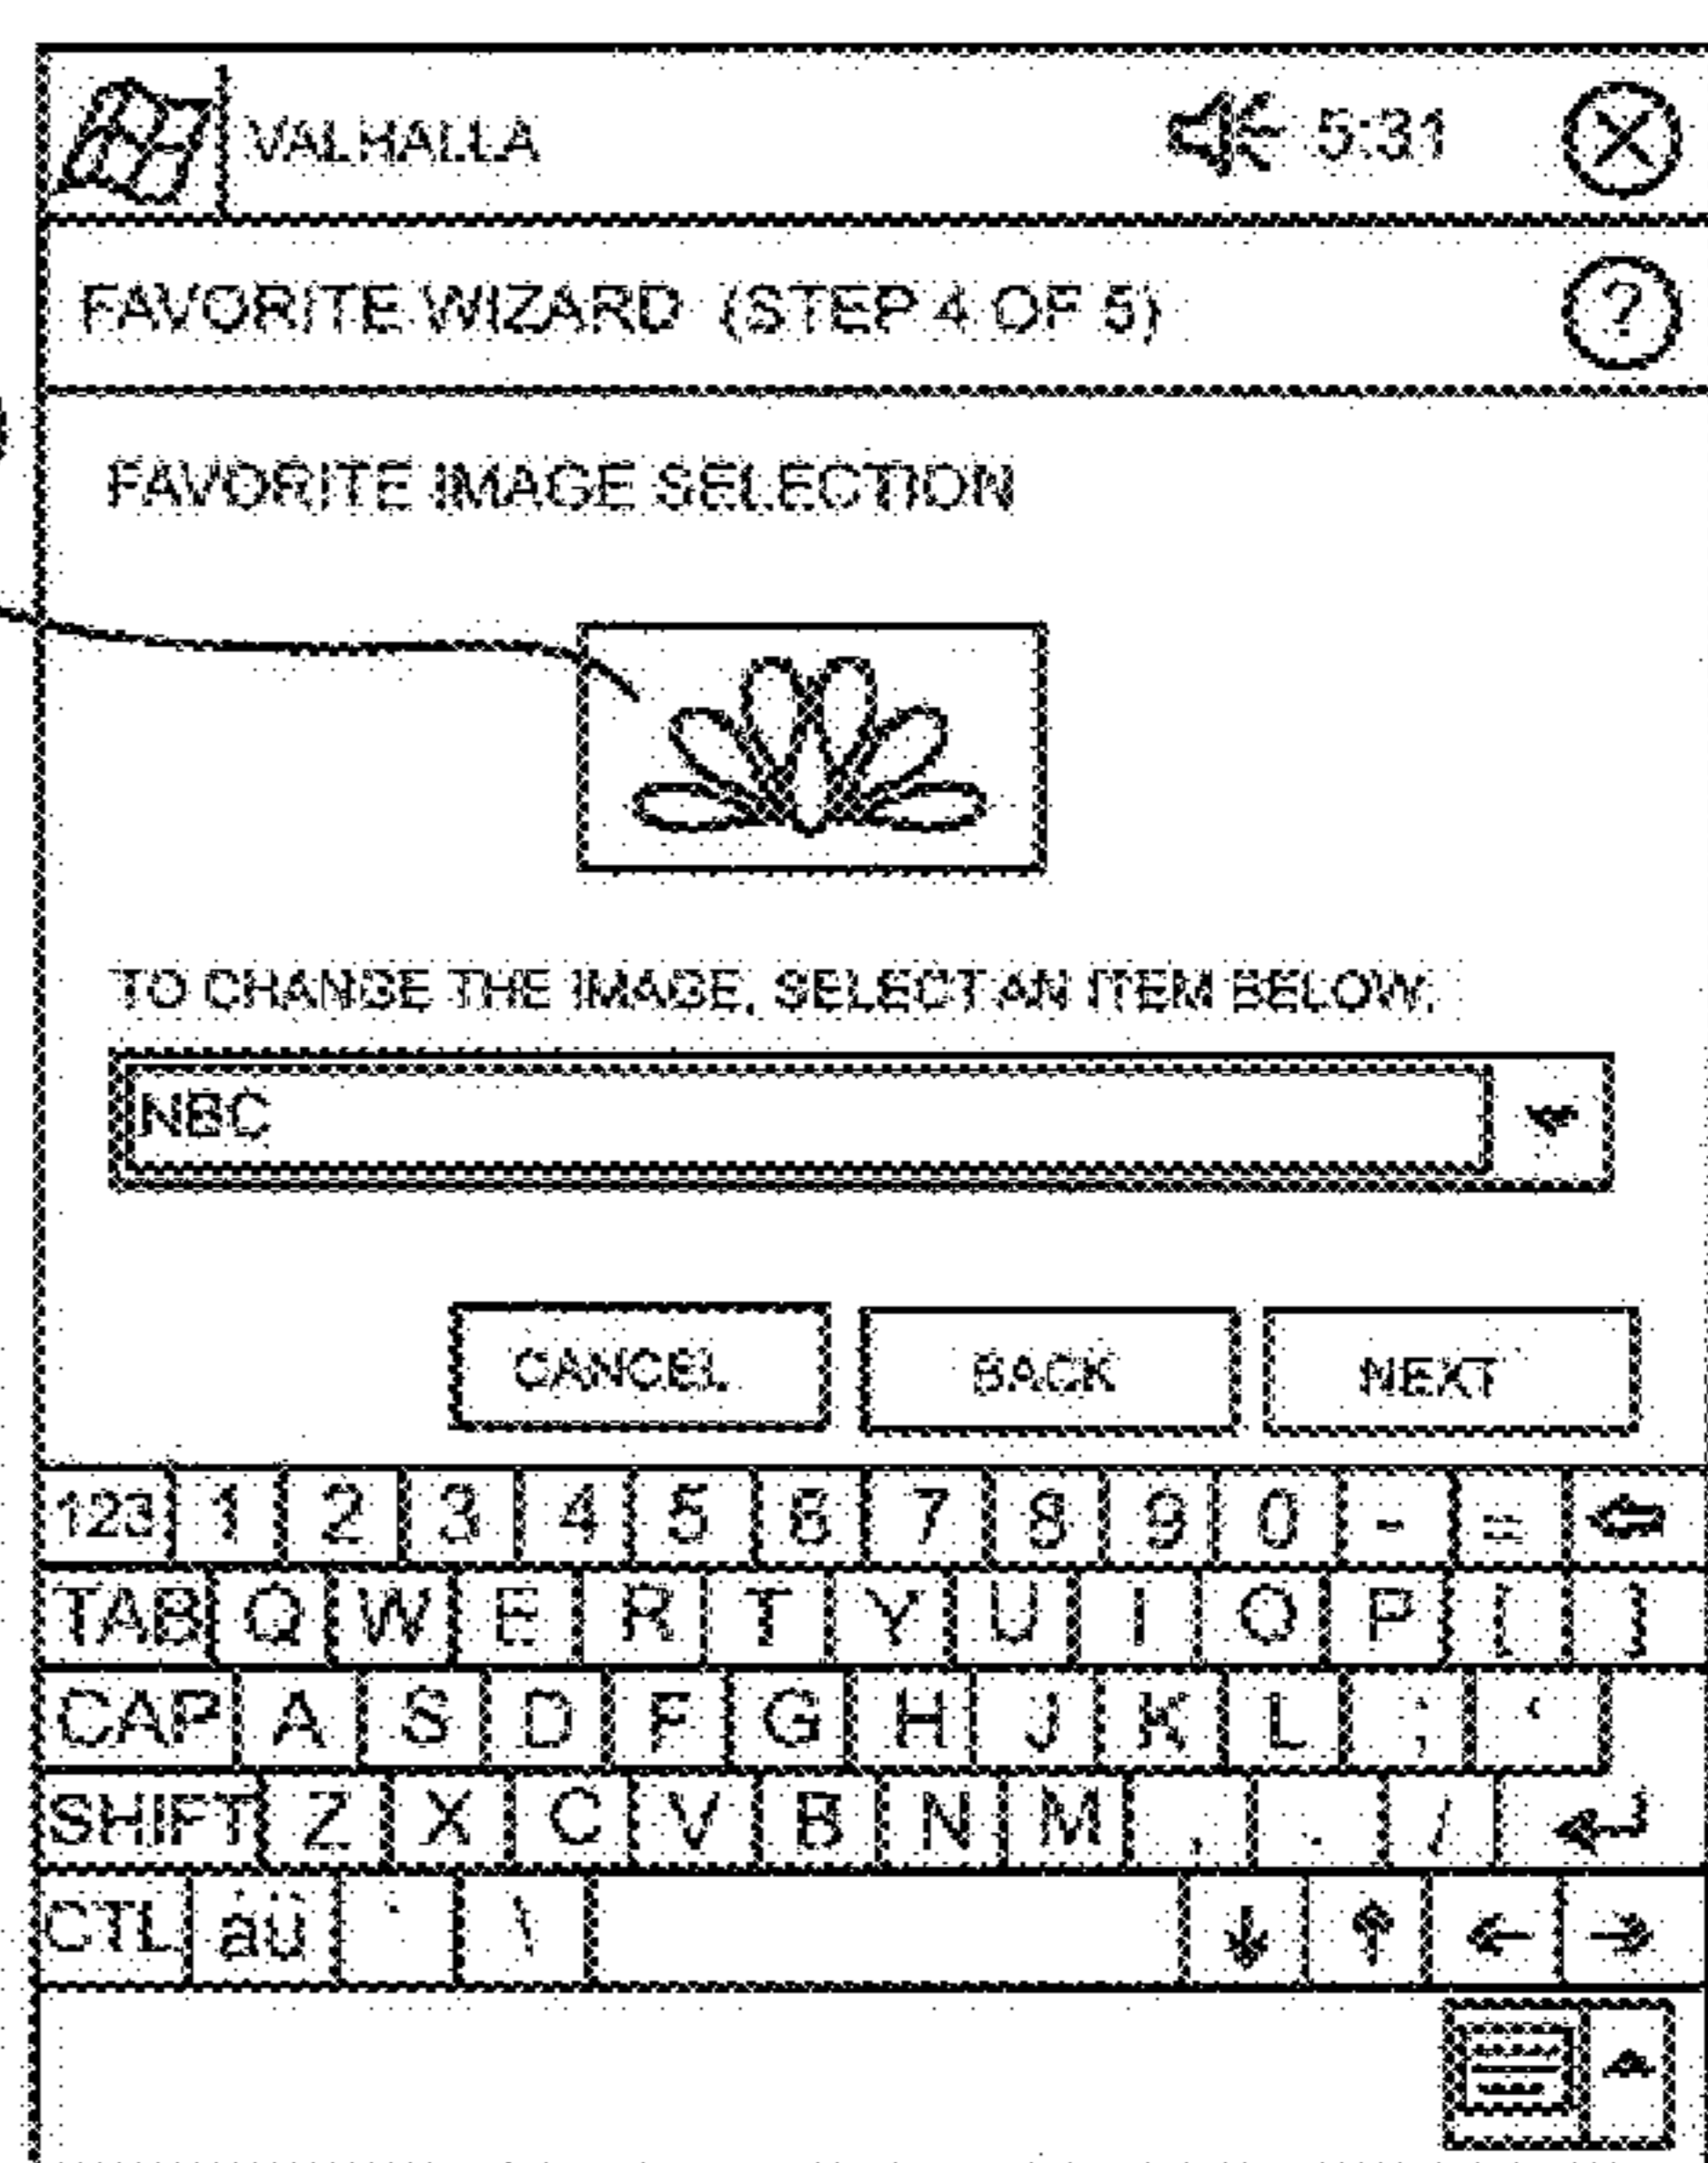 VALHALLA 5:31
FAVORITE WIZARD (STEP 4 OF 5) ?
FAVORITE IMAGE SELECTION
TO CHANGE THE IMAGE, SELECT AN ITEM BELOW.
NBC
CANCEL BACK NEXT
123 1 2 3 4 5 6 7 8 9 0 - =
TAB Q W E R T Y U I O P [ ]
CAP A S D F G H J K L ; '
SHIFT Z X C V B N M , . /
CTL áü ` \